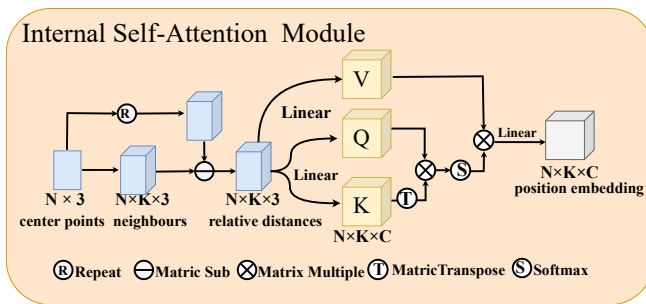 Internal Self-Attention Module
V
R
Linear
Q
Linear
N × 3
N×K×3
N×K×3
center points
neighbours
relative distances
K
T
S
N×K×C
Linear
N×K×C
position embedding
R Repeat
Matric Sub
Matrix Multiple
T MatricTranspose
S Softmax